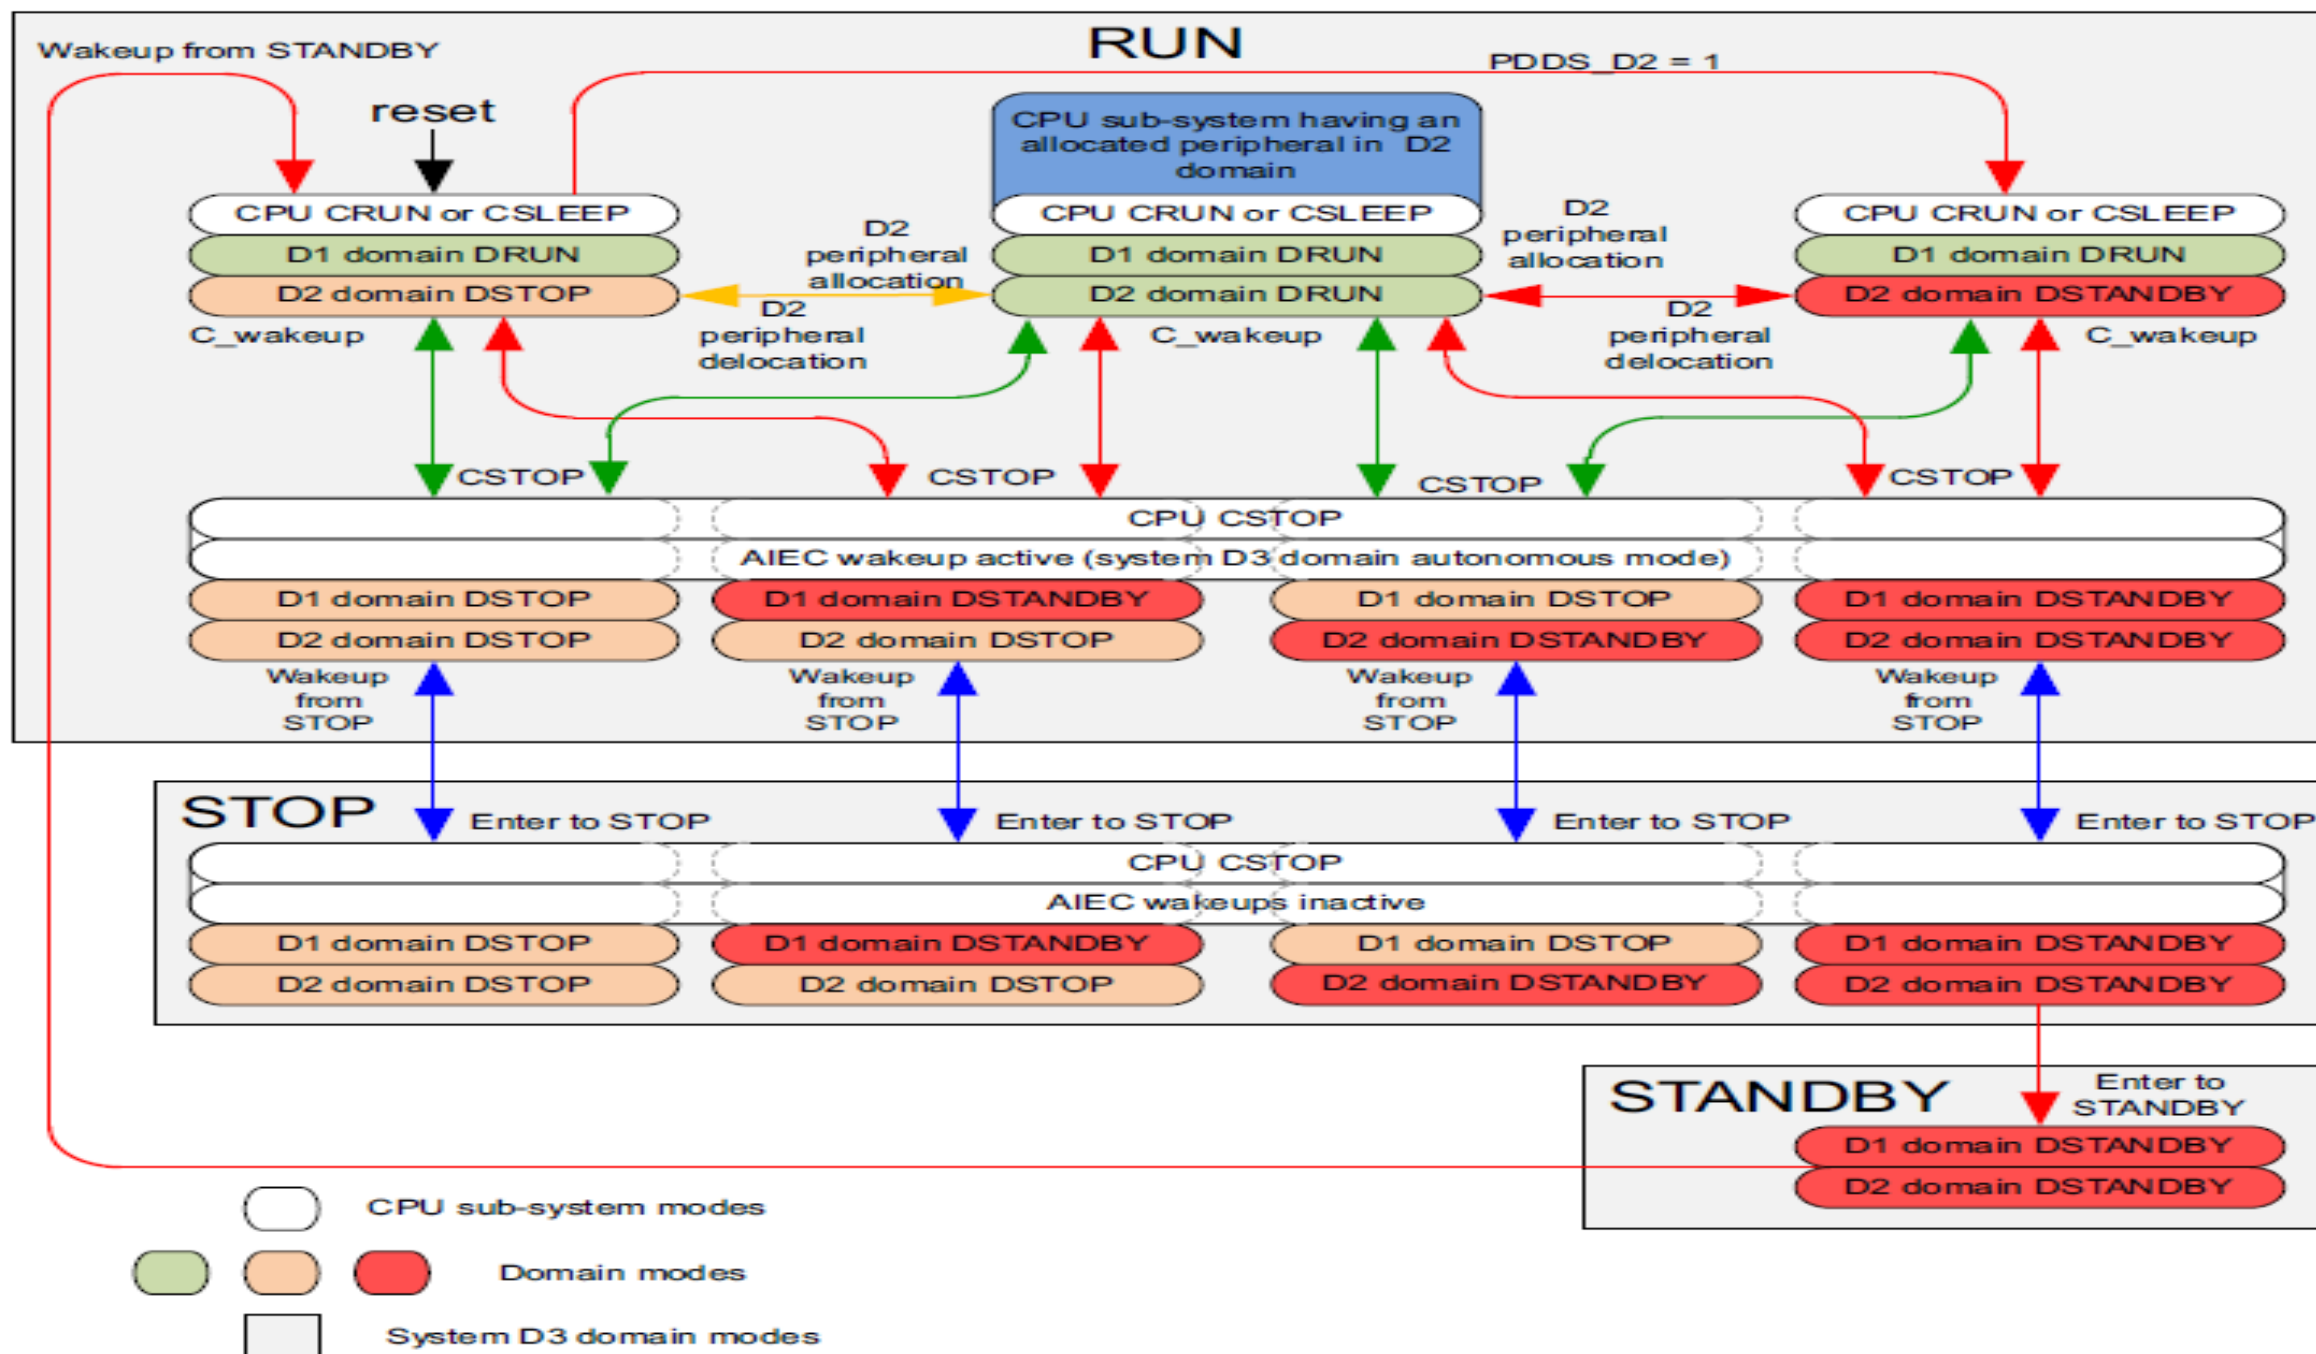 RUN
Wakeup from STANDBY
PDDS_D2 = 1
reset
CPU sub-system having an
allocated peripheral in D2
domain
CPU CRUN or CSLEEP
D1 domain DRUN
D2 domain DSTOP
D2
peripheral
allocation
D2
peripheral
delocation
CPU CRUN or CSLEEP
D1 domain DRUN
D2 domain DRUN
D2
peripheral
allocation
D2
peripheral
delocation
CPU CRUN or CSLEEP
D1 domain DRUN
D2 domain DSTANDBY
C_wakeup
C_wakeup
C_wakeup
CSTOP
CSTOP
CSTOP
CSTOP
CPU CSTOP
AIEC wakeup active (system D3 domain autonomous mode)
D1 domain DSTOP
D2 domain DSTOP
D1 domain DSTANDBY
D2 domain DSTOP
D1 domain DSTOP
D2 domain DSTANDBY
D1 domain DSTANDBY
D2 domain DSTANDBY
Wakeup
from
STOP
Wakeup
from
STOP
Wakeup
from
STOP
Wakeup
from
STOP
STOP
Enter to STOP
Enter to STOP
Enter to STOP
Enter to STOP
CPU CSTOP
AIEC wakeups inactive
D1 domain DSTOP
D2 domain DSTOP
D1 domain DSTANDBY
D2 domain DSTOP
D1 domain DSTOP
D2 domain DSTANDBY
D1 domain DSTANDBY
D2 domain DSTANDBY
STANDBY
Enter to
STANDBY
D1 domain DSTANDBY
D2 domain DSTANDBY
CPU sub-system modes
Domain modes
System D3 domain modes